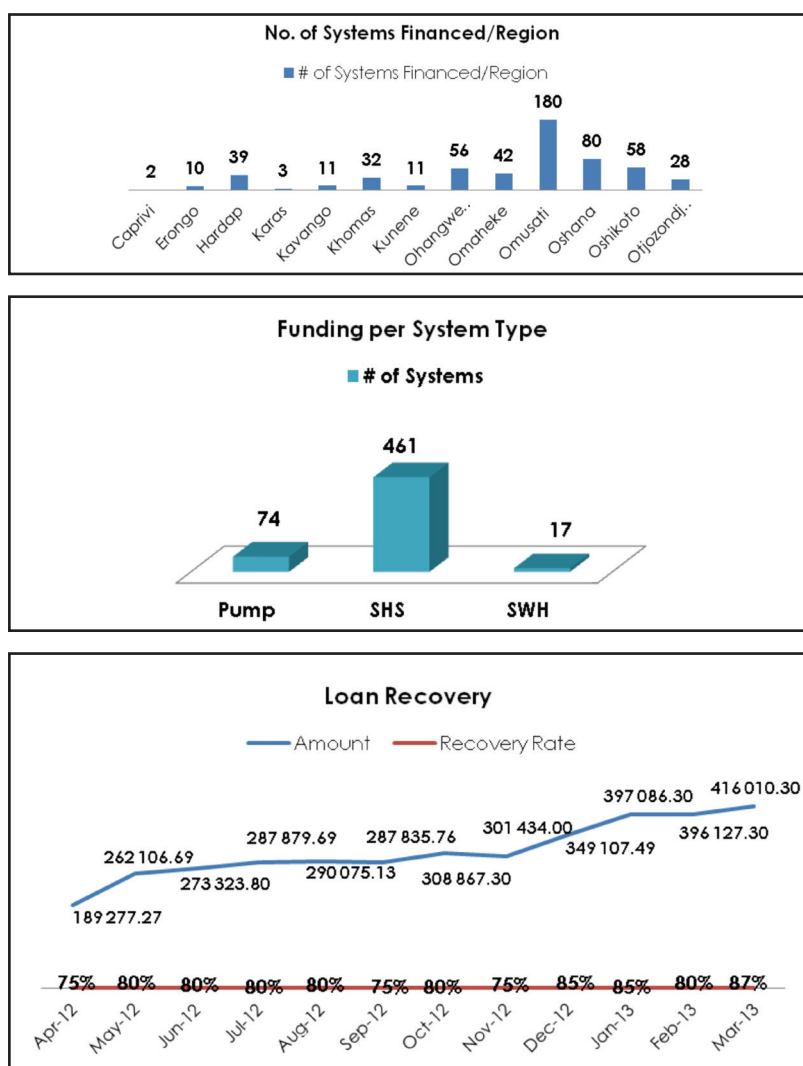 No. of Systems Financed/Region
# of Systems Financed/Region
2 10 39 3 11 32 11 56 42 180 80 58 28
Caprivi Erongo Hardap Karas Kavango Khomas Kunene Ohangwe.. Omaheke Omusati Oshana Oshikoto Otjozondj..
Funding per System Type
# of Systems
74 461 17
Pump SHS SWH
Loan Recovery
Amount Recovery Rate
189 277.27 262 106.69 273 323.80 287 879.69 290 075.13 287 835.76 308 867.30 301 434.00 349 107.49 397 086.30 396 127.30 416 010.30
75% 80% 80% 80% 80% 75% 80% 75% 85% 85% 80% 87%
Apr-12 May-12 Jun-12 Jul-12 Aug-12 Sep-12 Oct-12 Nov-12 Dec-12 Jan-13 Feb-13 Mar-13